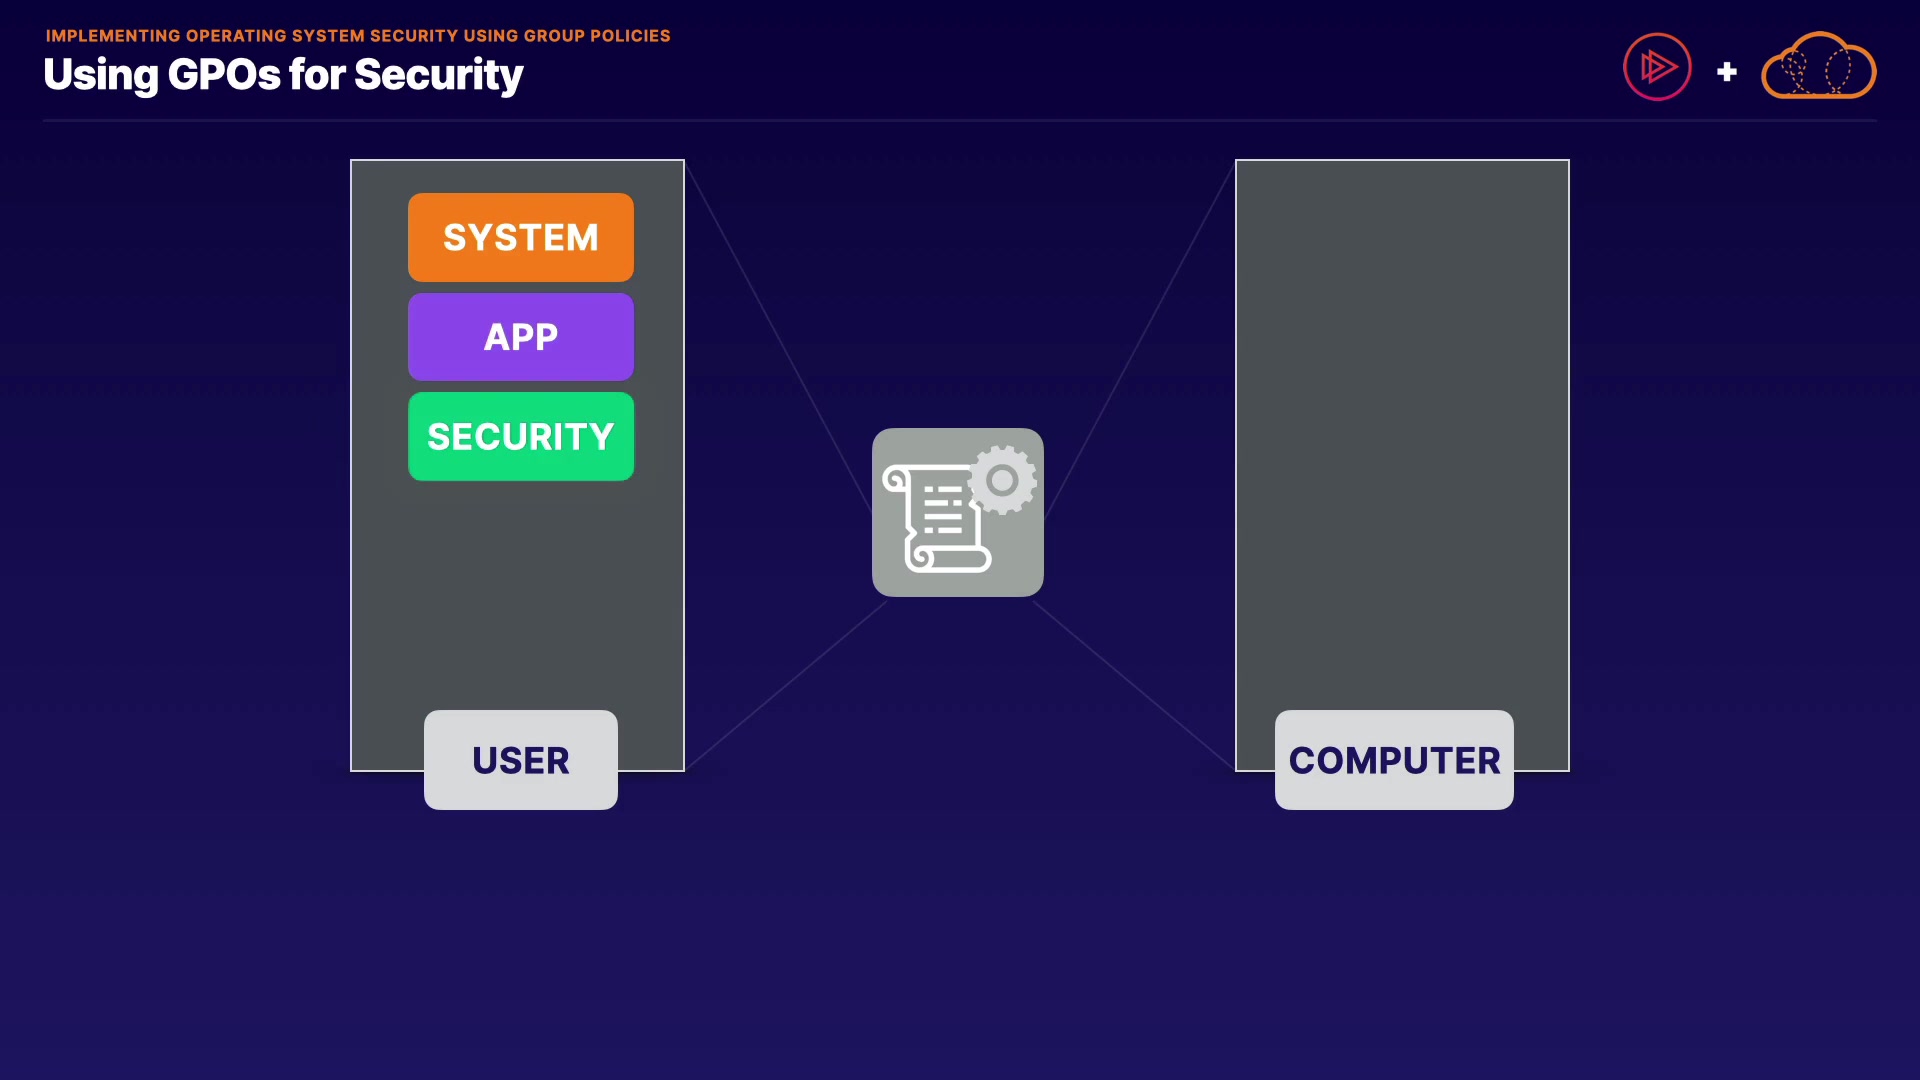 IMPLEMENTING OPERATING SYSTEM SECURITY USING GROUP POLICIES
Using GPOs for Security
SYSTEM
APP
SECURITY
USER
COMPUTER